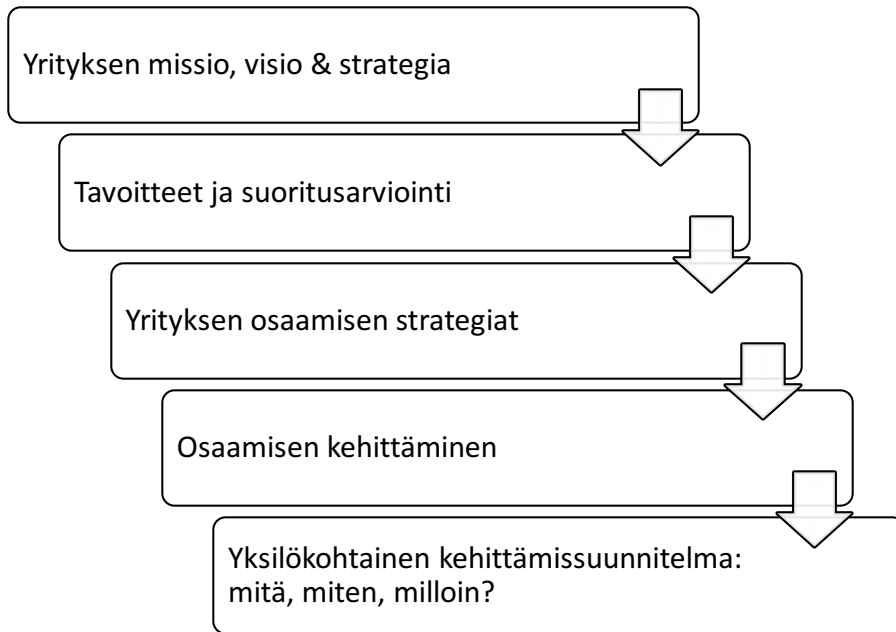 Yrityksen missio, visio & strategia
Tavoitteet ja suoritusarviointi
Yrityksen osaamisen strategiat
Osaamisen kehittäminen
Yksilökohtainen kehittämissuunnitelma:
mitä, miten, milloin?